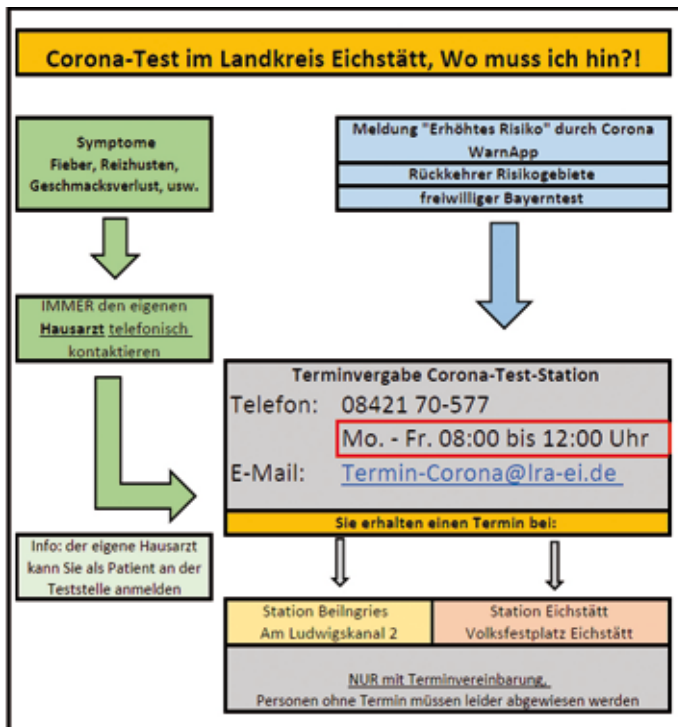 Corona-Test im Landkreis Eichstätt, Wo muss ich hin?!
Symptome
Fieber, Reizhusten,
Geschmacksverlust, usw.
IMMER den eigenen
Hausarzt telefonisch
kontaktieren
Info: der eigene Hausarzt
kann Sie als Patient an der
Teststelle anmelden
Meldung "Erhöhtes Risiko" durch Corona
WarnApp
Rückkehrer Risikogebiete
freiwilliger Bayerntest
Terminvergabe Corona-Test-Station
Telefon: 08421 70-577
Mo. - Fr. 08:00 bis 12:00 Uhr
E-Mail: Termin-Corona@lra-ei.de
Sie erhalten einen Termin bei:
Station Beilngries
Am Ludwigskanal 2
Station Eichstätt
Volksfestplatz Eichstätt
NUR mit Terminvereinbarung,
Personen ohne Termin müssen leider abgewiesen werden